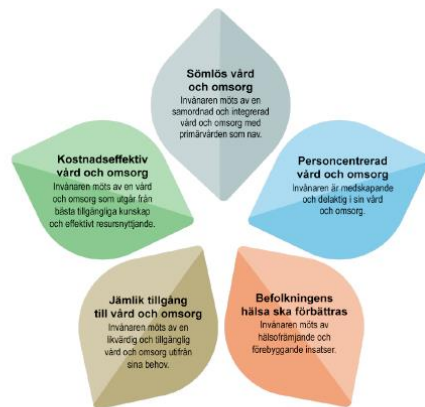 Sömlös vård
och omsorg
Invånaren möts av en
samordnad och integrerad
vård och omsorg med
primärvården som nav.
Kostnadseffektiv
vård och omsorg
Invånaren möts av en vård
och omsorg som utgår från
bästa tillgängliga kunskap
och effektivt resursnyttjande.
Personcentrerad
vård och omsorg
Invånaren är medskapande
och delaktig i sin vård
och omsorg.
Jämlik tillgång
till vård och omsorg
Invånaren möts av en
likvärdig och tillgänglig
vård och omsorg utifrån
sina behov.
Befolkningens
hälsa ska förbättras
Invånaren möts av
hälsofrämjande och
förebyggande insatser.